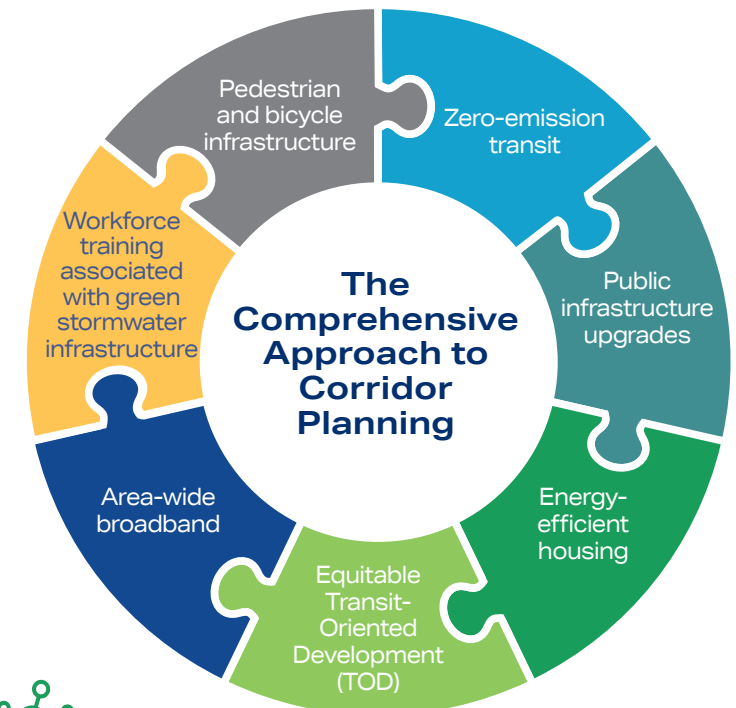 The
Comprehensive
Approach to
Corridor
Planning
Zero-emission
transit
Public
infrastructure
upgrades
Energy-
efficient
housing
Equitable
Transit-
Oriented
Development
(TOD)
Area-wide
broadband
Workforce
training
associated
with green
stormwater
infrastructure
Pedestrian
and bicycle
infrastructure